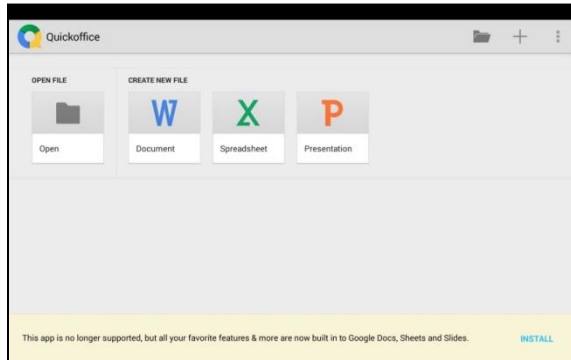 Quickoffice
OPEN FILE
CREATE NEW FILE
W
X
P
Open
Document
Spreadsheet
Presentation
This app is no longer supported, but all your favorite features & more are now built in to Google Docs, Sheets and Slides.
INSTALL